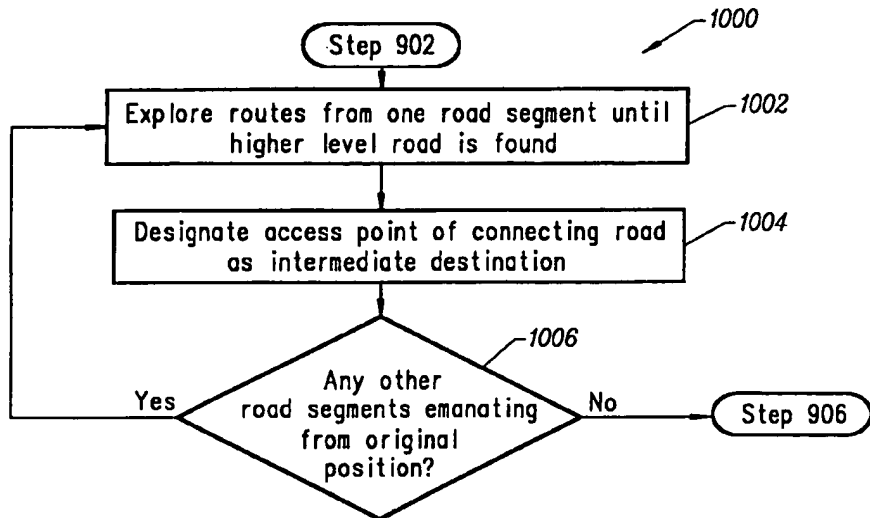 Step 902
1000
Explore routes from one road segment until
higher level road is found
1002
Designate access point of connecting road
as intermediate destination
1004
1006
Any other
road segments emanating
from original
position?
Yes
No
Step 906